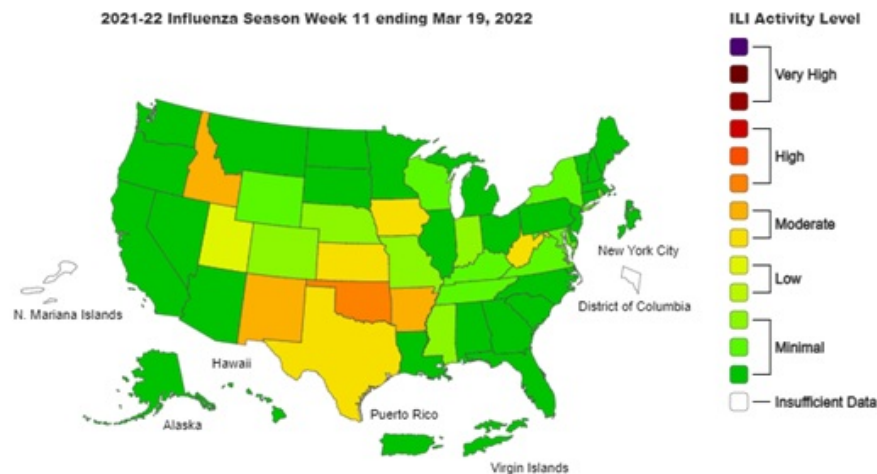 2021-22 Influenza Season Week 11 ending Mar 19, 2022
ILI Activity Level
Very High
High
Moderate
Low
Minimal
Insufficient Data
New York City
District of Columbia
N. Mariana Islands
Hawaii
Alaska
Puerto Rico
Virgin Islands